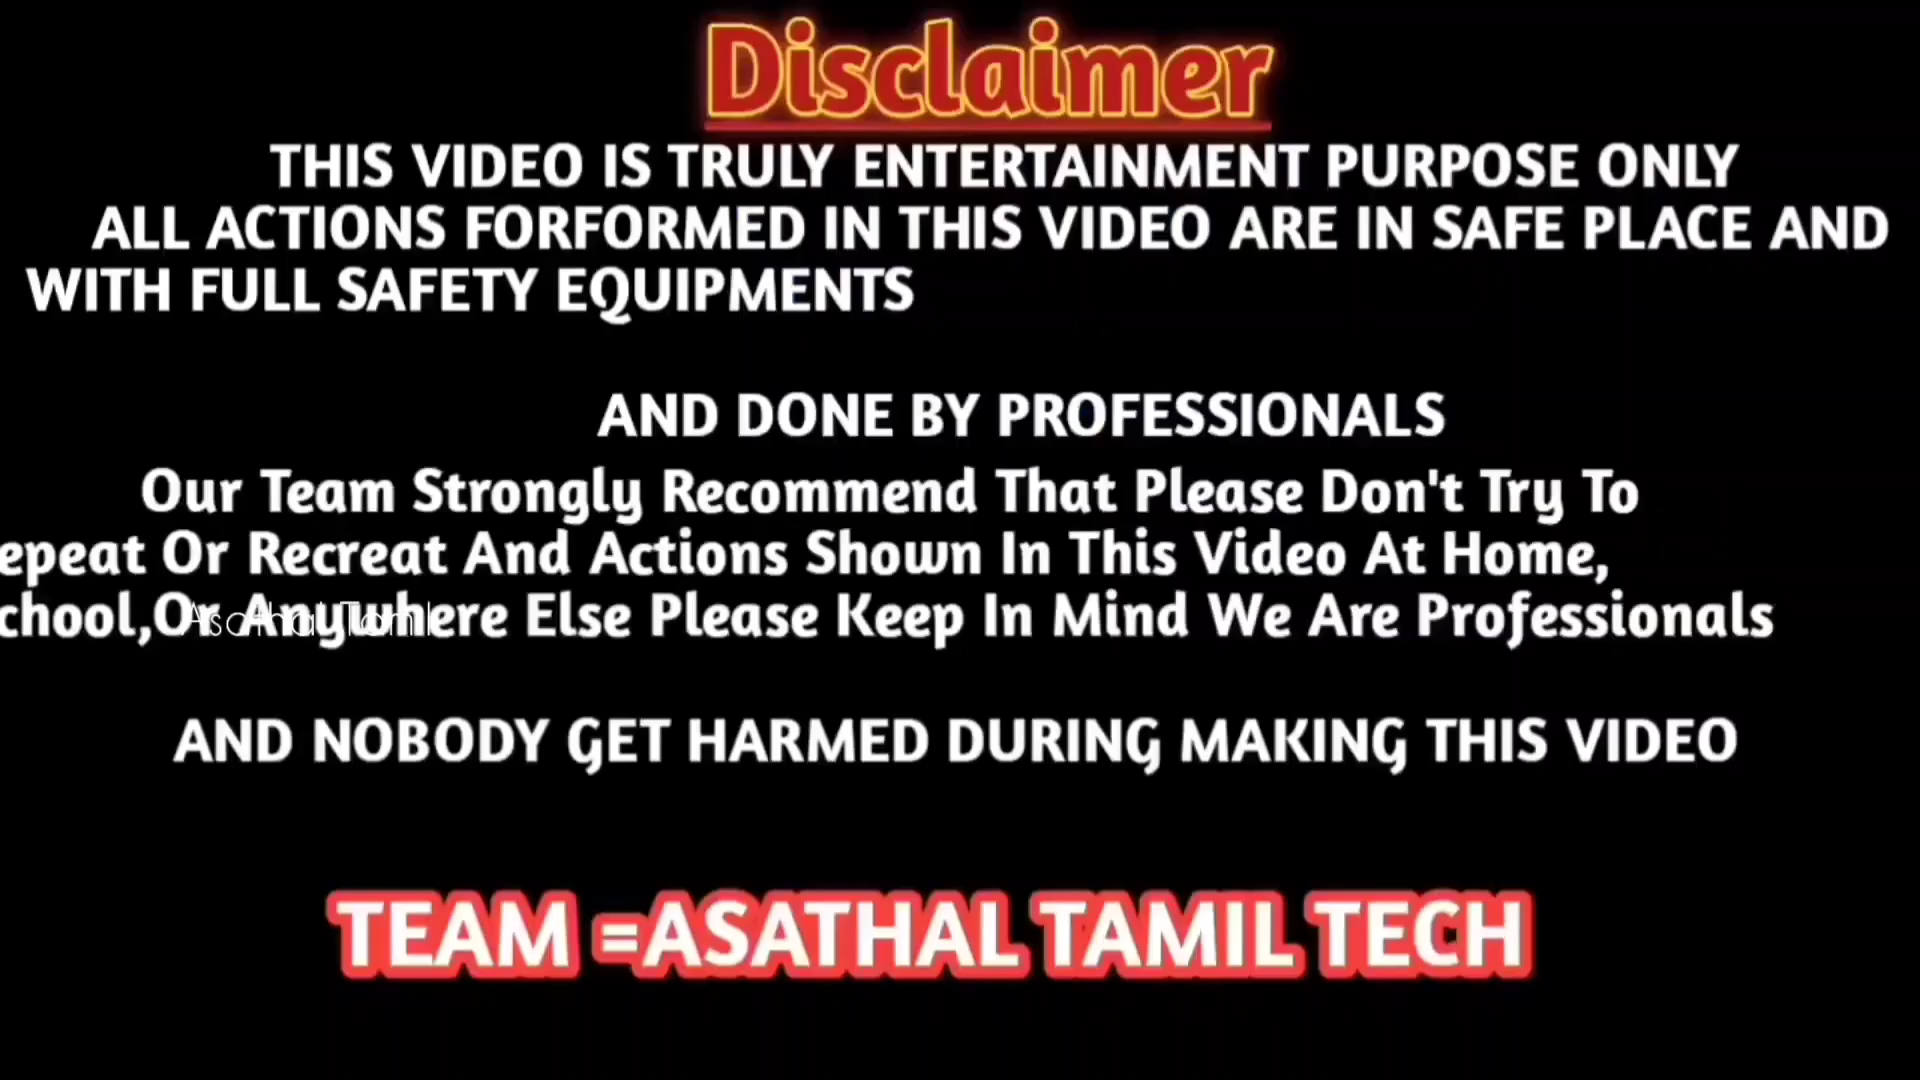 Disclaimer
THIS VIDEO IS TRULY ENTERTAINMENT PURPOSE ONLY
ALL ACTIONS FORFORMED IN THIS VIDEO ARE IN SAFE PLACE AND
WITH FULL SAFETY EQUIPMENTS
AND DONE BY PROFESSIONALS
Our Team Strongly Recommend That Please Don't Try To
epeat Or Recreat And Actions Shown In This Video At Home,
chool,Or Anywhere Else Please Keep In Mind We Are Professionals
Asathal Tamil
AND NOBODY GET HARMED DURING MAKING THIS VIDEO
TEAM =ASATHAL TAMIL TECH